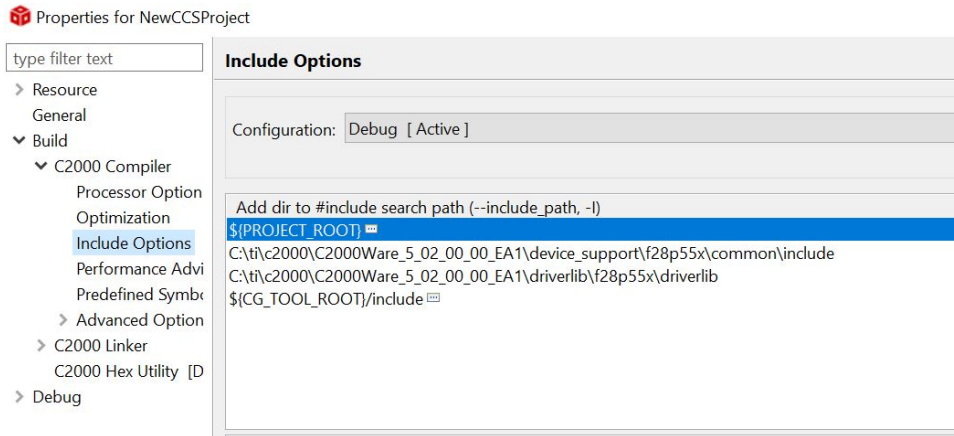 Properties for NewCCSProject
type filter text
Resource
General
Build
C2000 Compiler
Processor Option
Optimization
Include Options
Performance Advi
Predefined Symbo
Advanced Option
C2000 Linker
C2000 Hex Utility [D
Debug
Include Options
Configuration: Debug [ Active ]
Add dir to #include search path (--include_path, -I)
${PROJECT_ROOT}
C:\ti\c2000\C2000Ware_5_02_00_00_EA1\device_support\f28p55x\common\include
C:\ti\c2000\C2000Ware_5_02_00_00_EA1\driverlib\f28p55x\driverlib
${CG_TOOL_ROOT}/include